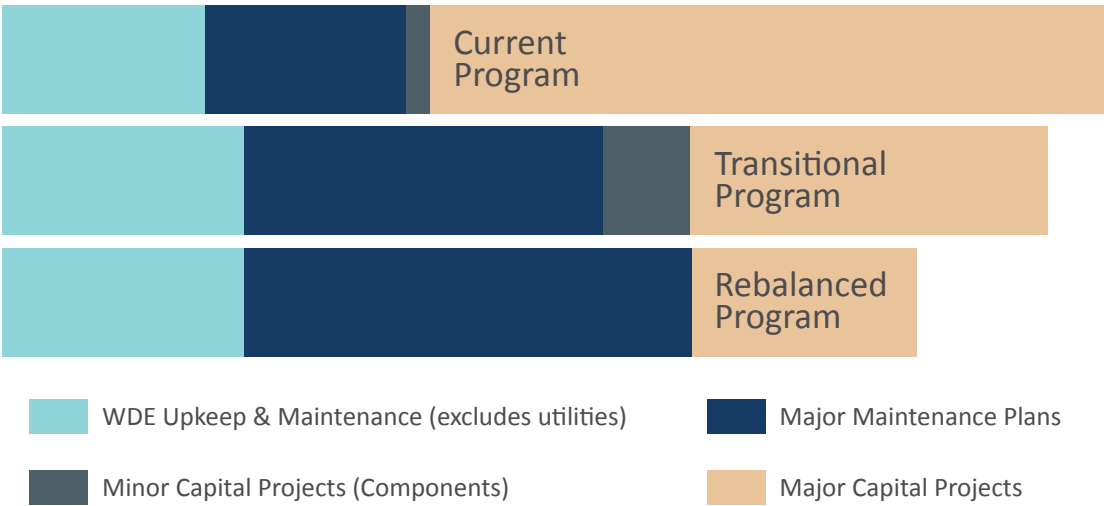 Current
Program
Transitional
Program
Rebalanced
Program
WDE Upkeep & Maintenance (excludes utilities)
Major Maintenance Plans
Minor Capital Projects (Components)
Major Capital Projects